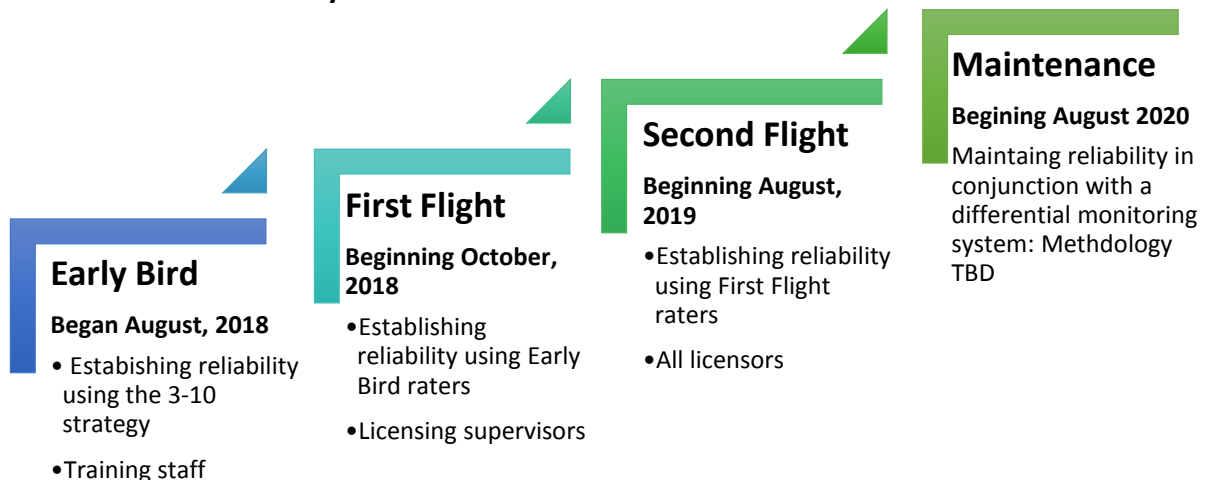 Early Bird
Began August, 2018
• Estabishing reliability
using the 3-10
strategy
•Training staff
First Flight
Beginning October,
2018
•Establishing
reliability using Early
Bird raters
•Licensing supervisors
Second Flight
Beginning August,
2019
•Establishing reliability
using First Flight
raters
•All licensors
Maintenance
Begining August 2020
Maintaing reliability in
conjunction with a
differential monitoring
system: Methdology
TBD